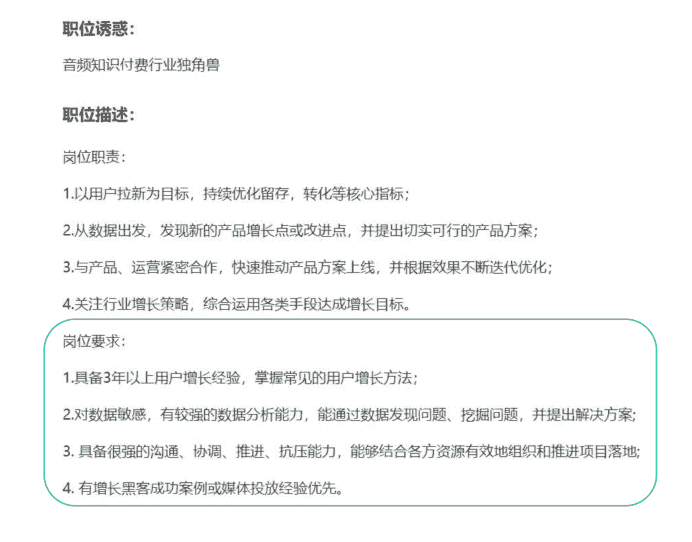 职位诱惑：
音频知识付费行业独角兽
职位描述：
岗位职责：
1.以用户拉新为目标，持续优化留存，转化等核心指标；
2.从数据出发，发现新的产品增长点或改进点，并提出切实可行的产品方案；
3.与产品、运营紧密合作，快速推动产品方案上线，并根据效果不断迭代优化；
4.关注行业增长策略，综合运用各类手段达成增长目标。
岗位要求：
1.具备3年以上用户增长经验，掌握常见的用户增长方法；
2.对数据敏感，有较强的数据分析能力，能通过数据发现问题、挖掘问题，并提出解决方案；
3. 具备很强的沟通、协调、推进、抗压能力，能够结合各方资源有效地组织和推进项目落地；
4. 有增长黑客成功案例或媒体投放经验优先。